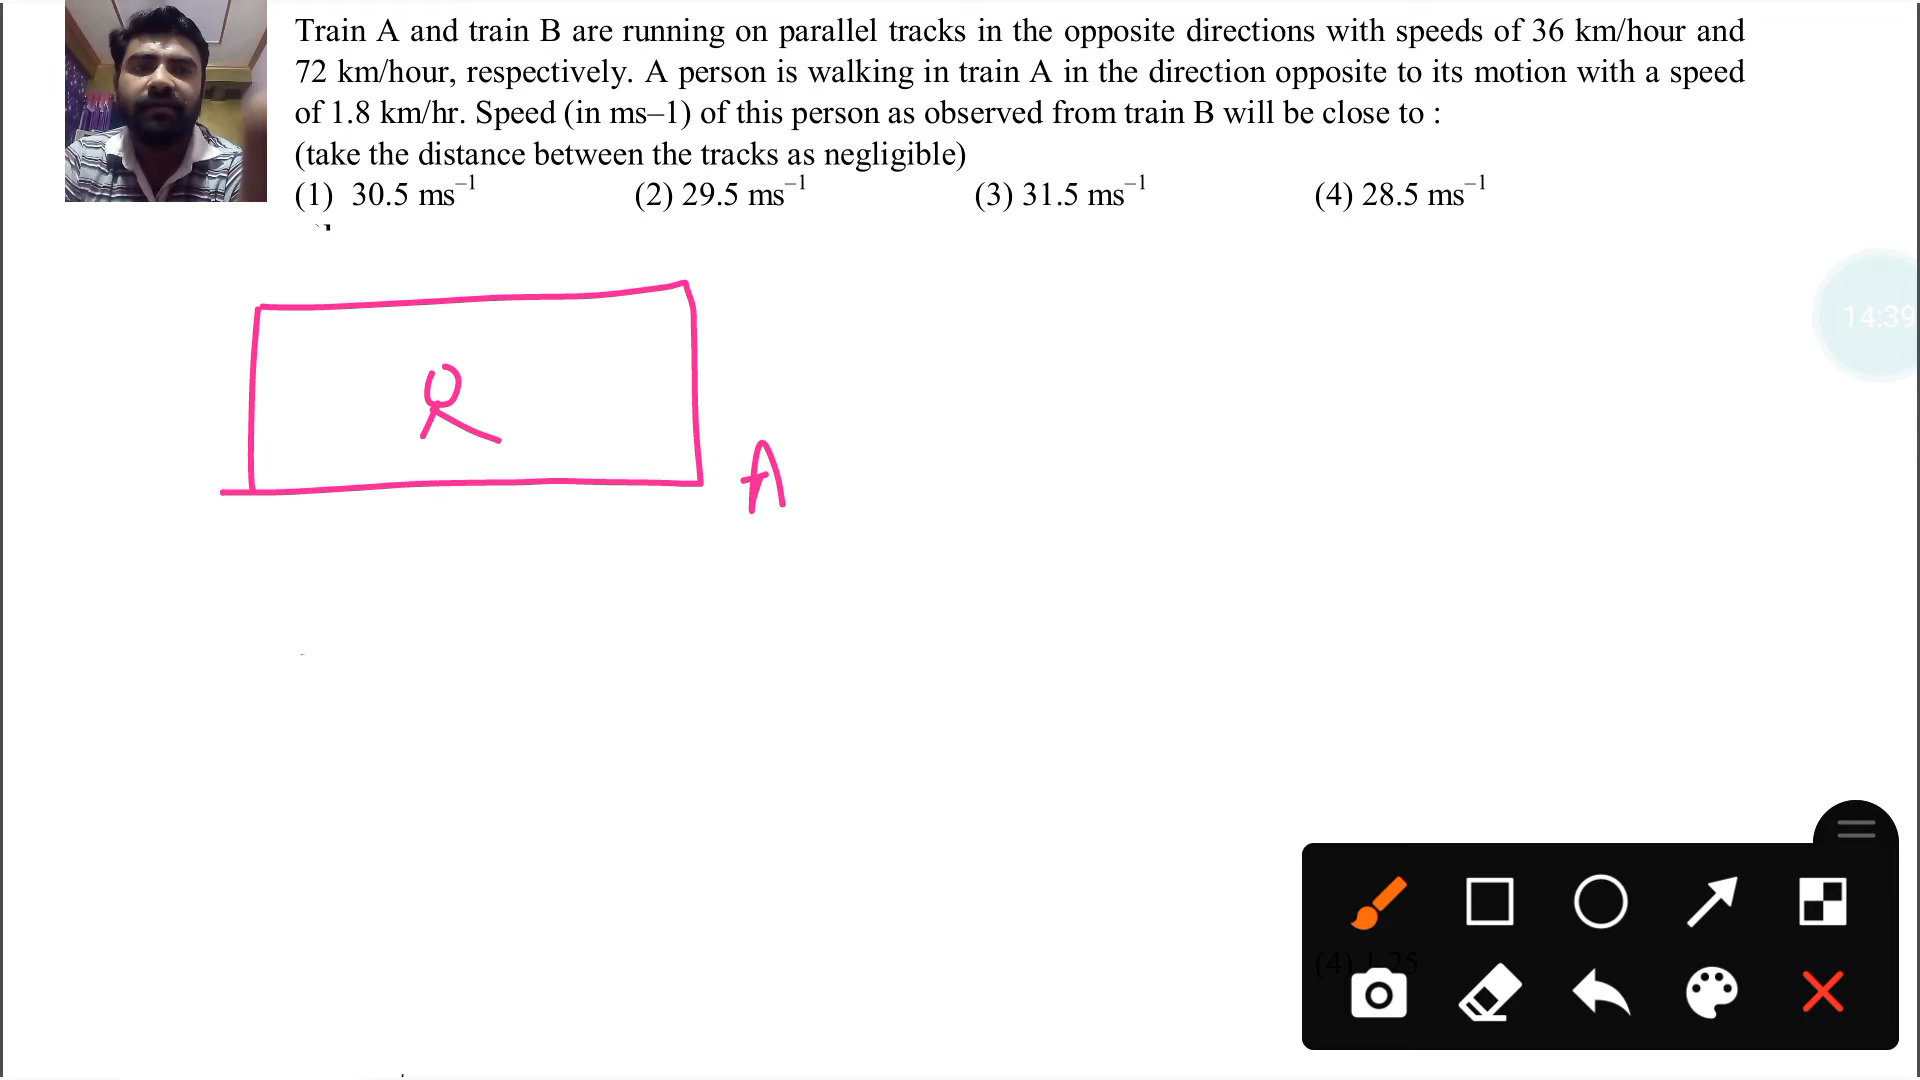 Train A and train B are running on parallel tracks in the opposite directions with speeds of 36 km/hour and
72 km/hour, respectively. A person is walking in train A in the direction opposite to its motion with a speed
of 1.8 km/hr. Speed (in ms–1) of this person as observed from train B will be close to :
(take the distance between the tracks as negligible)
(1) 30.5 ms⁻¹ (2) 29.5 ms⁻¹ (3) 31.5 ms⁻¹ (4) 28.5 ms⁻¹
14:39
A